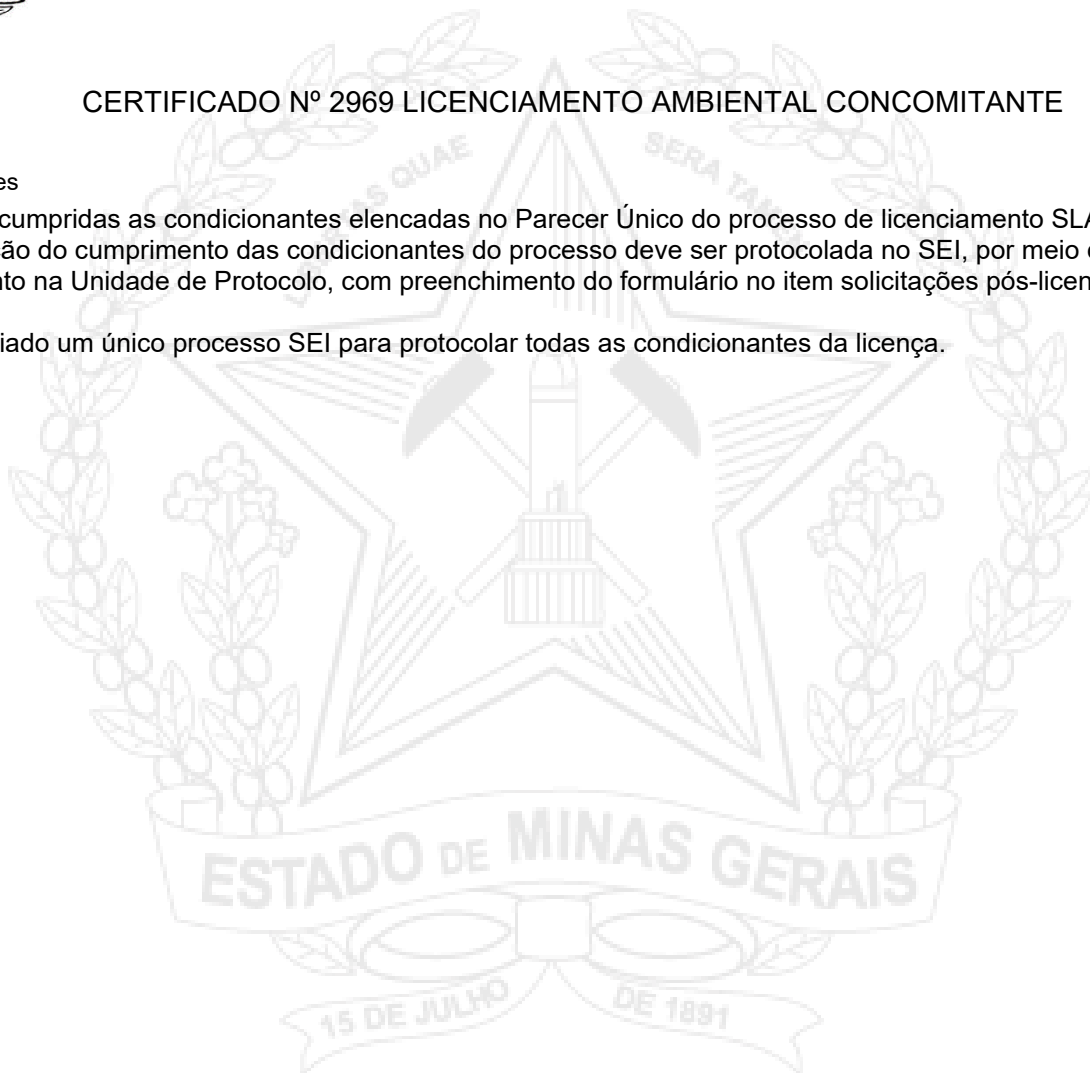 CERTIFICADO Nº 2969 LICENCIAMENTO AMBIENTAL CONCOMITANTE
es
cumpridas as condicionantes elencadas no Parecer Único do processo de licenciamento SLA
ão do cumprimento das condicionantes do processo deve ser protocolada no SEI, por meio
nto na Unidade de Protocolo, com preenchimento do formulário no item solicitações pós-licen
iado um único processo SEI para protocolar todas as condicionantes da licença.
QUAE SERA TAMEN
ESTADO DE MINAS GERAIS
15 DE JULHO DE 1891